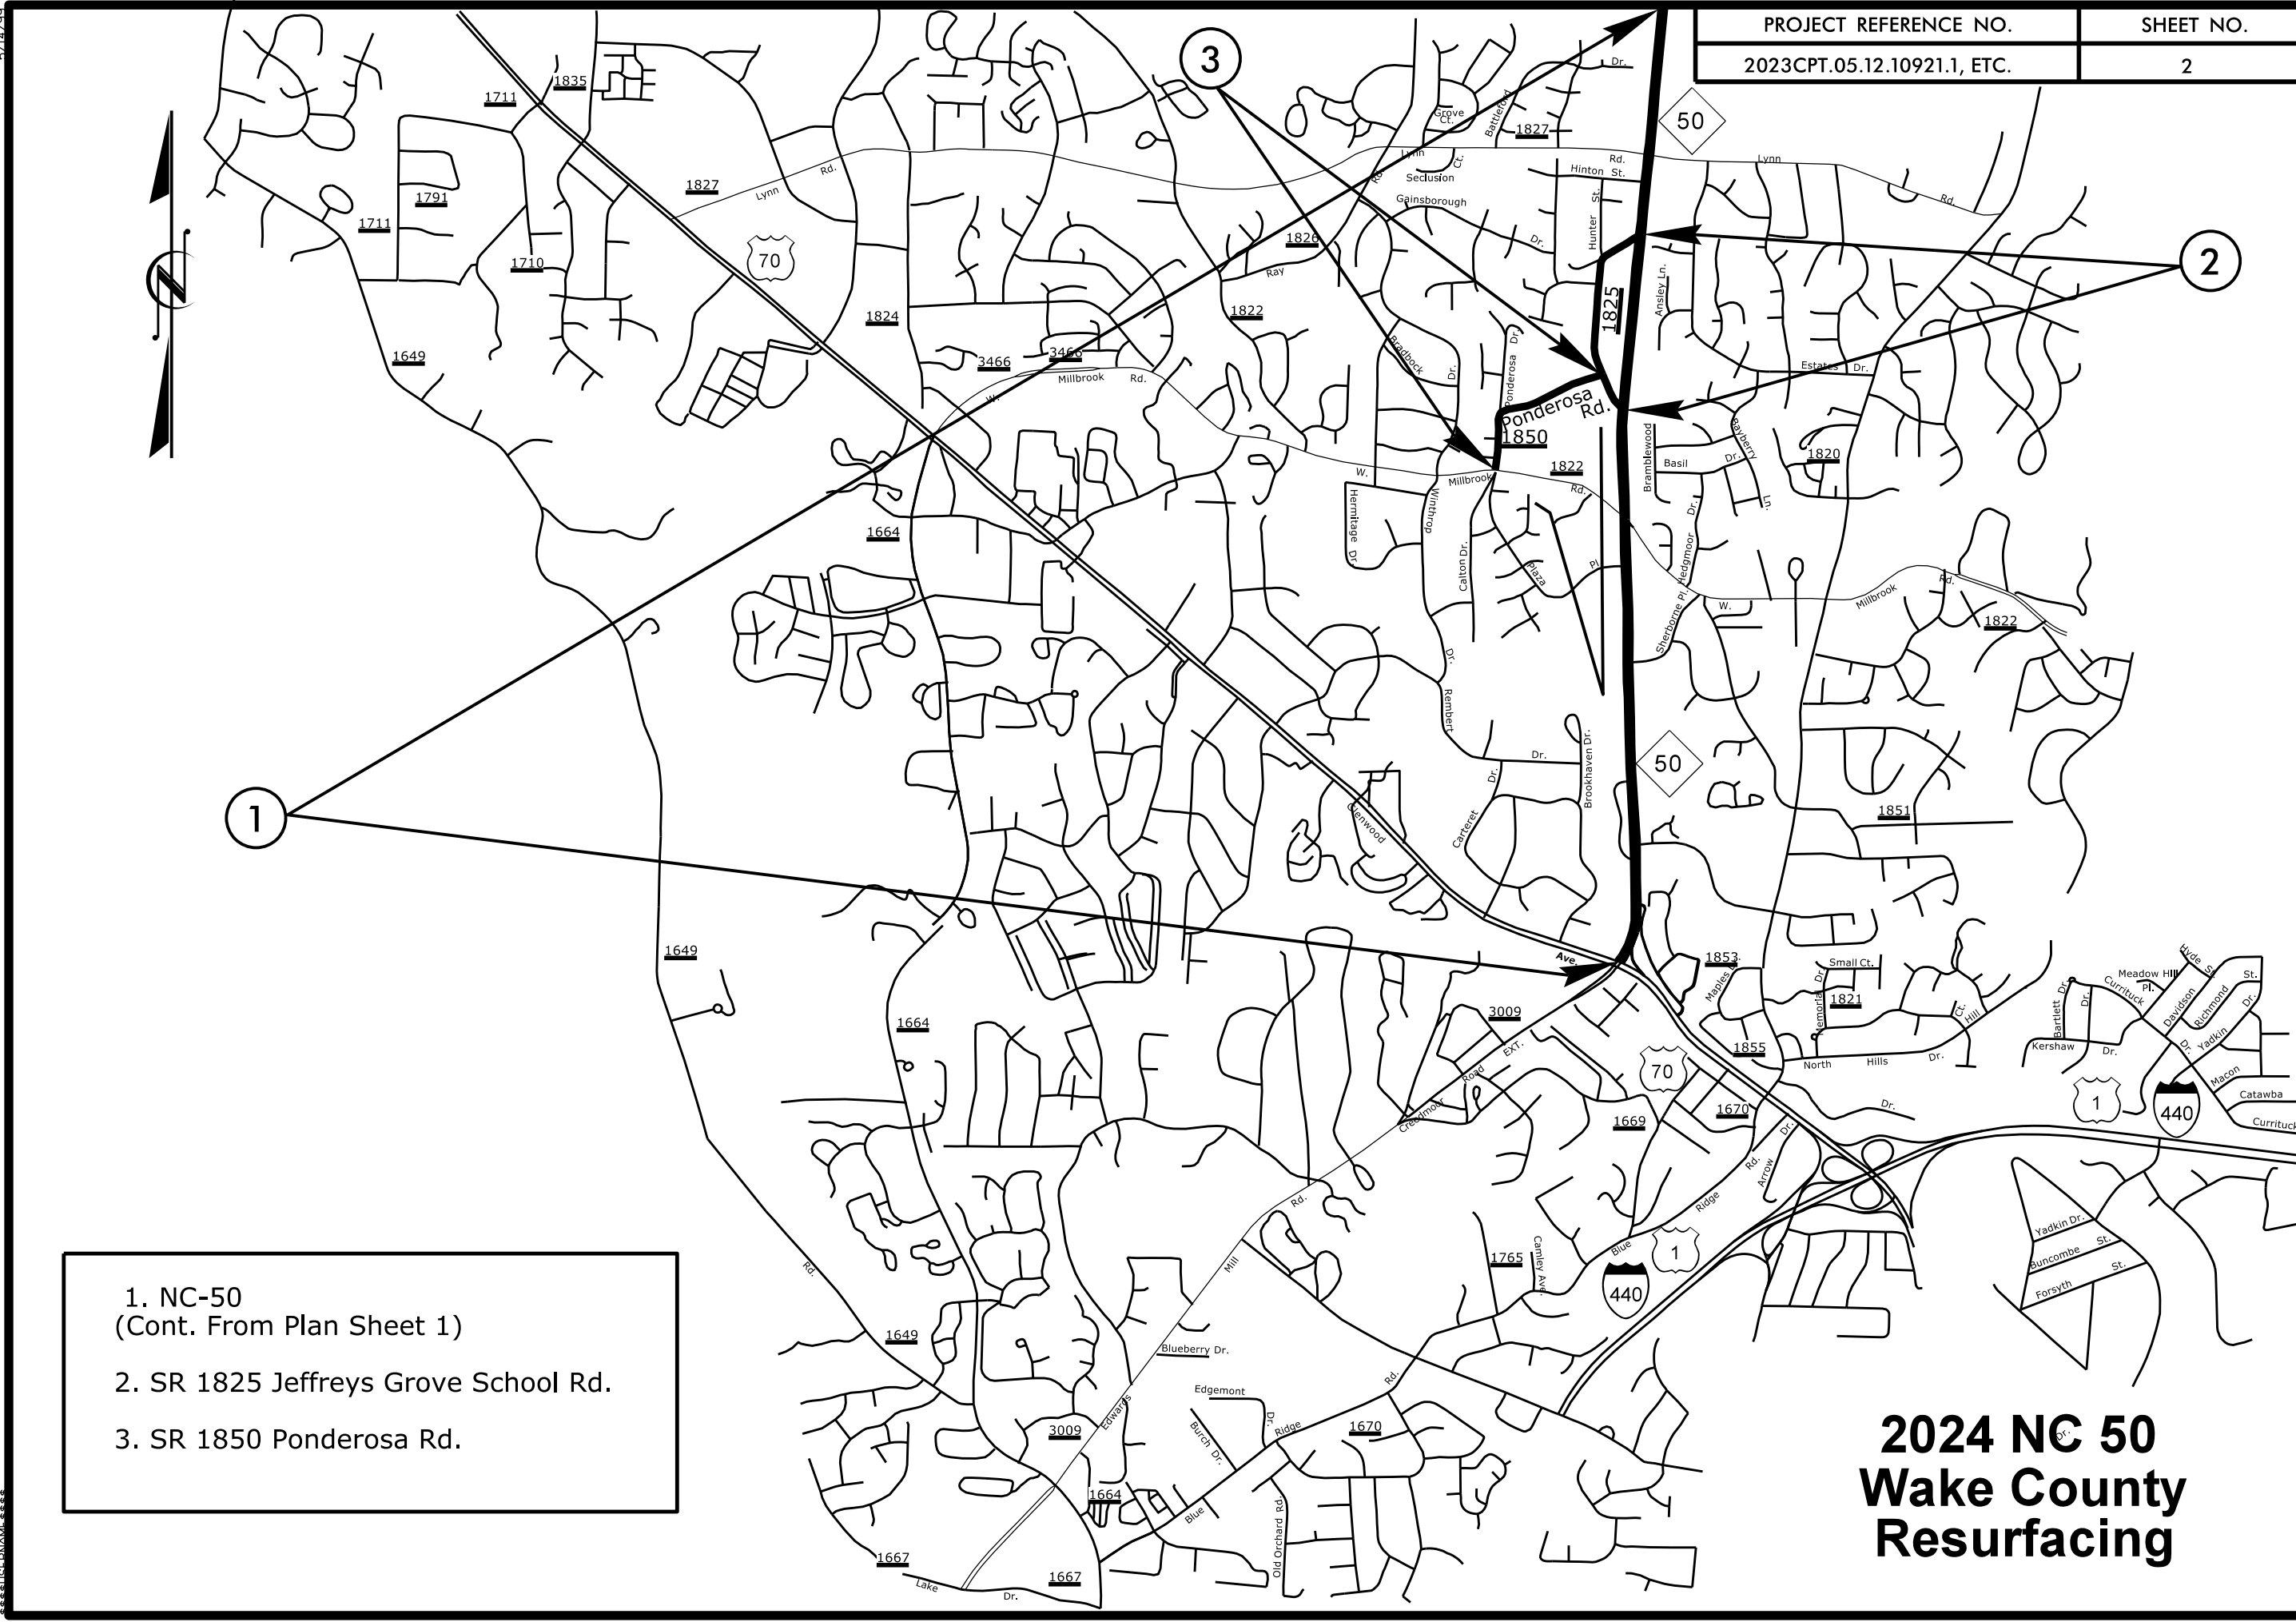 PROJECT REFERENCE NO.
SHEET NO.
2023CPT.05.12.10921.1, ETC.
2
3
Dr.
50
1835
1711
Grove
Ct.
Battleford
1827
Lynn
Ct.
Rd.
Lynn
Seclusion
Hinton St.
Rd.
1827
Lynn
Rd.
Rd.
1791
Gainsborough
Dr.
Hunter St.
1711
1710
70
1826
Ray
2
Ansley Ln.
1825
1824
1822
1649
3466
3466
Millbrook Rd.
W.
Bradbock
Dr.
Ponderosa Dr.
Estates Dr.
Ponderosa
Rd.
1850
Bramblewood
Bayberry
Ln.
Basil
Dr.
1820
W.
Millbrook
1822
Rd.
Hermitage Dr
Winthrop
Dr.
Calton Dr.
Plaza
Pl
Hedgmoor
Dr.
Sherborne Pl.
1664
W.
Millbrook
Rd.
1822
Rembert
Dr.
Brookhaven Dr.
50
Carteret
Dr.
1
Glenwood
Ave.
1851
1649
1853
Maples
Small Ct.
Memorial Dr.
1821
Ct.
Hill
Meadow Hill
Pl.
Hyde St.
St.
Currituck
Davidson
Richmond
Dr.
Bartlett Dr.
Dr.
Kershaw Dr.
Dr.
Yadkin
Macon
Catawba
Currituck
1664
3009
EXT.
Road
Creedmoor
1855
North Hills Dr.
70
1669
1670
Dr.
1
440
Rd.
Arrow
Dr.
Ridge
Blue
1
440
Rd.
Mill
1765
Camley Ave.
Yadkin Dr.
Buncombe St.
Forsyth St.
Rd.
1649
Blueberry Dr.
Edgemont
Dr.
Edwards
Burch Dr.
Ridge
Rd.
1670
3009
1664
Blue
Old Orchard Rd.
1667
Lake
Dr.
1667
1. NC-50
(Cont. From Plan Sheet 1)
2. SR 1825 Jeffreys Grove School Rd.
3. SR 1850 Ponderosa Rd.
Dr.
2024 NC 50
Wake County
Resurfacing